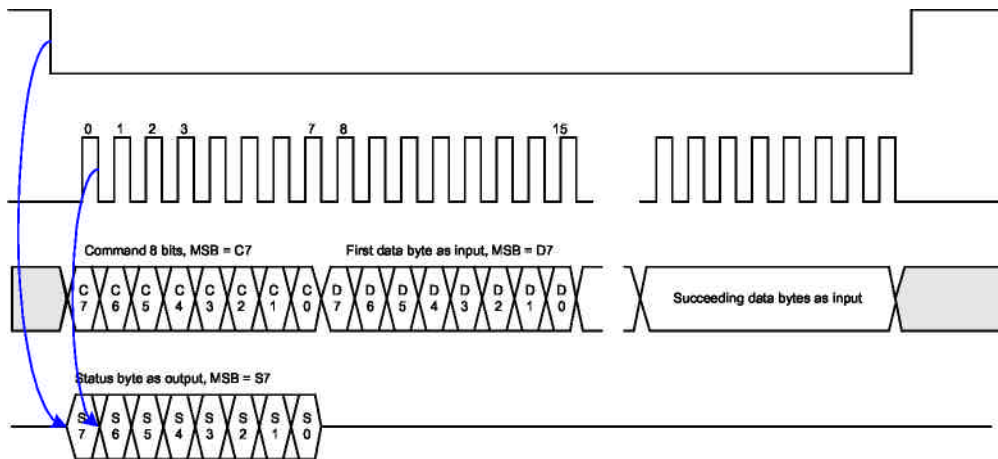 0 1 2 3 7 8 15
Command 8 bits, MSB = C7 First data byte as input, MSB = D7
C7 C6 C5 C4 C3 C2 C1 C0 D7 D6 D5 D4 D3 D2 D1 D0
Succeeding data bytes as input
Status byte as output, MSB = S7
S7 S6 S5 S4 S3 S2 S1 S0